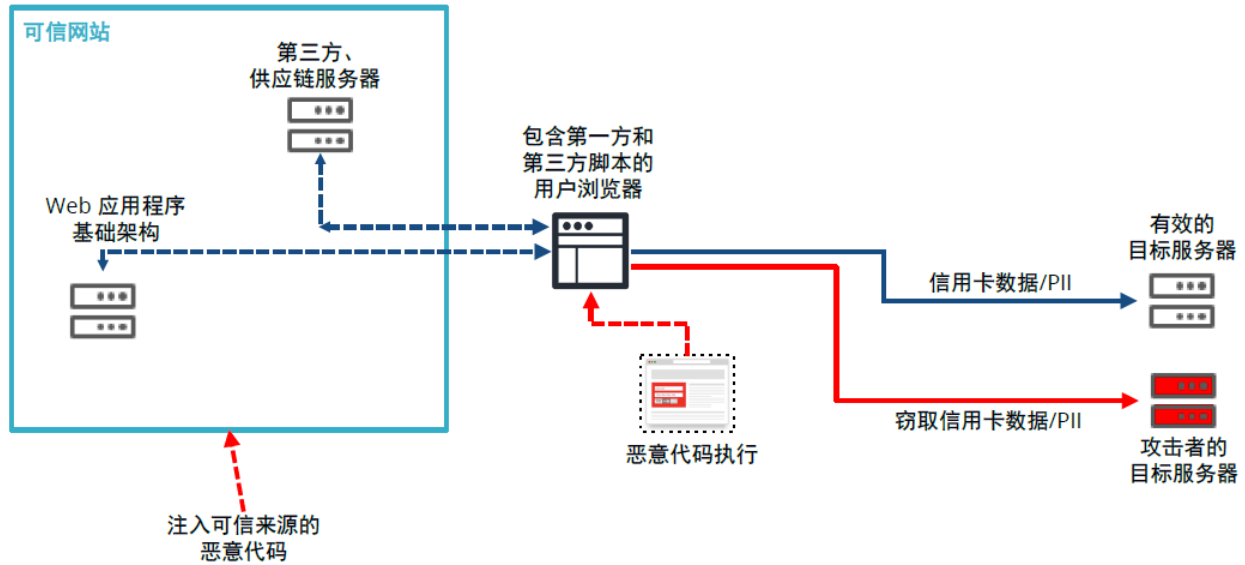 可信网站
第三方、
供应链服务器
包含第一方和
第三方脚本的
用户浏览器
Web 应用程序
基础架构
有效的
目标服务器
信用卡数据/PII
窃取信用卡数据/PII
恶意代码执行
攻击者的
目标服务器
注入可信来源的
恶意代码